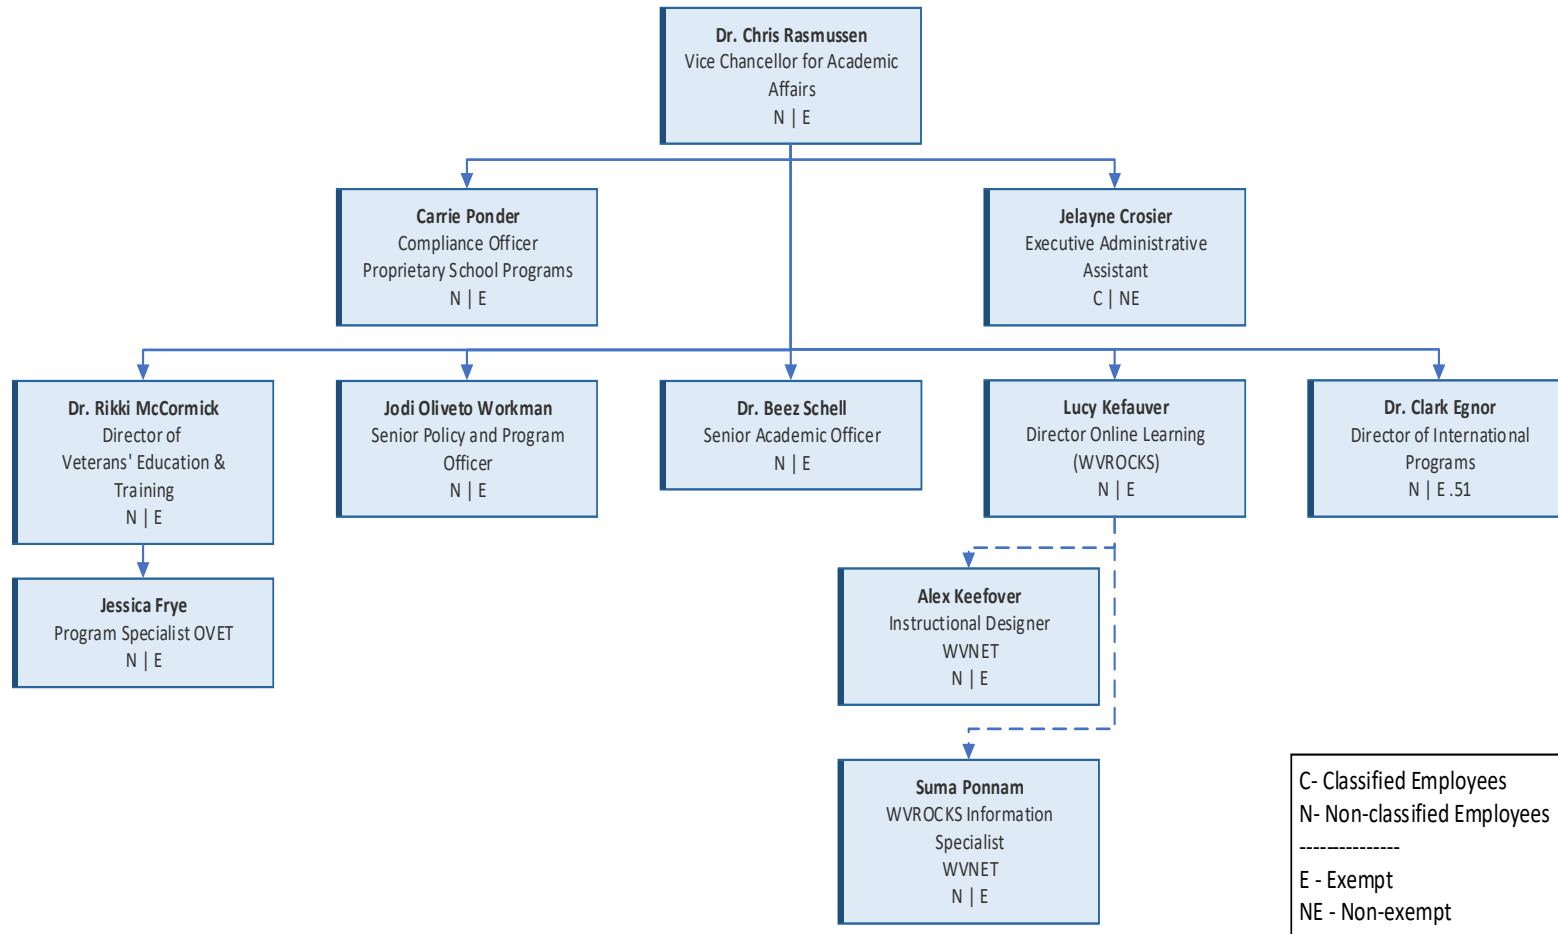 Dr. Chris Rasmussen
Vice Chancellor for Academic
Affairs
N | E
Carrie Ponder
Compliance Officer
Proprietary School Programs
N | E
Jelayne Crosier
Executive Administrative
Assistant
C | NE
Dr. Rikki McCormick
Director of
Veterans' Education &
Training
N | E
Jodi Oliveto Workman
Senior Policy and Program
Officer
N | E
Dr. Beez Schell
Senior Academic Officer
N | E
Lucy Kefauver
Director Online Learning
(WVROCKS)
N | E
Dr. Clark Egnor
Director of International
Programs
N | E .51
Jessica Frye
Program Specialist OVET
N | E
Alex Keefover
Instructional Designer
WVNET
N | E
Suma Ponnam
WVROCKS Information
Specialist
WVNET
N | E
C- Classified Employees
N- Non-classified Employees
---------------
E - Exempt
NE - Non-exempt